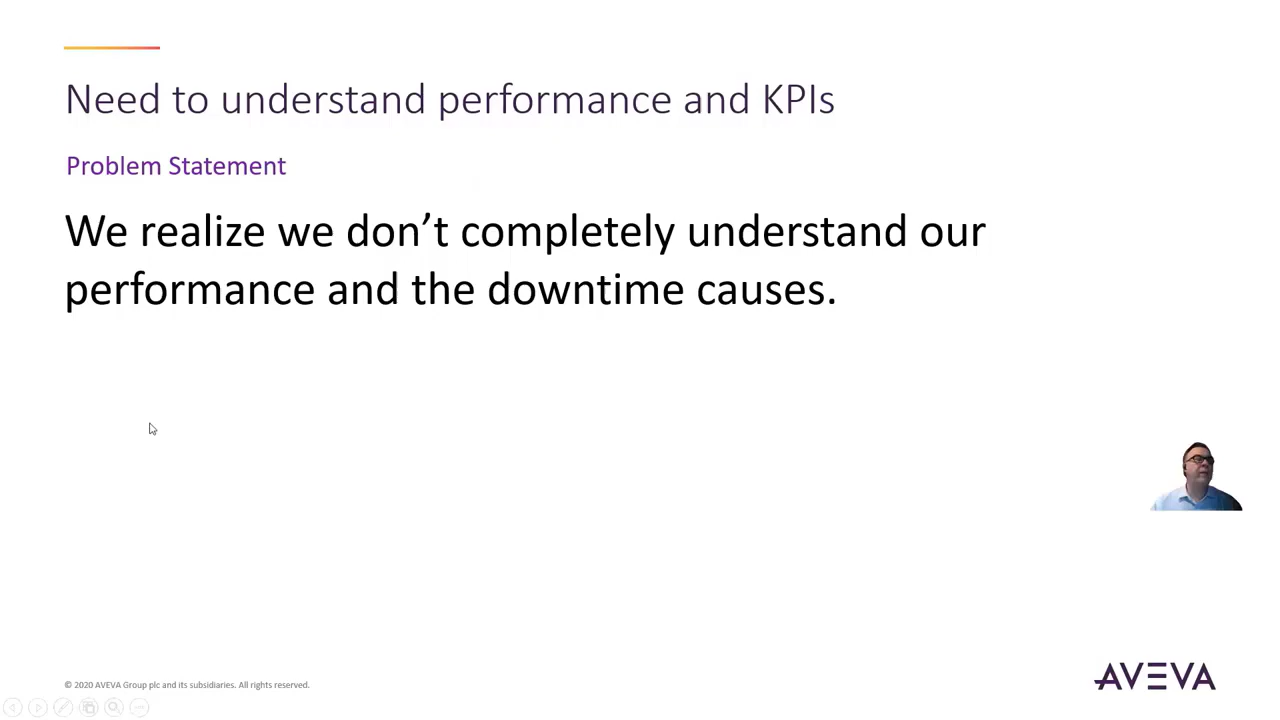 Need to understand performance and KPIs
Problem Statement
We realize we don’t completely understand our
performance and the downtime causes.
© 2020 AVEVA Group plc and its subsidiaries. All rights reserved.
AVEVA